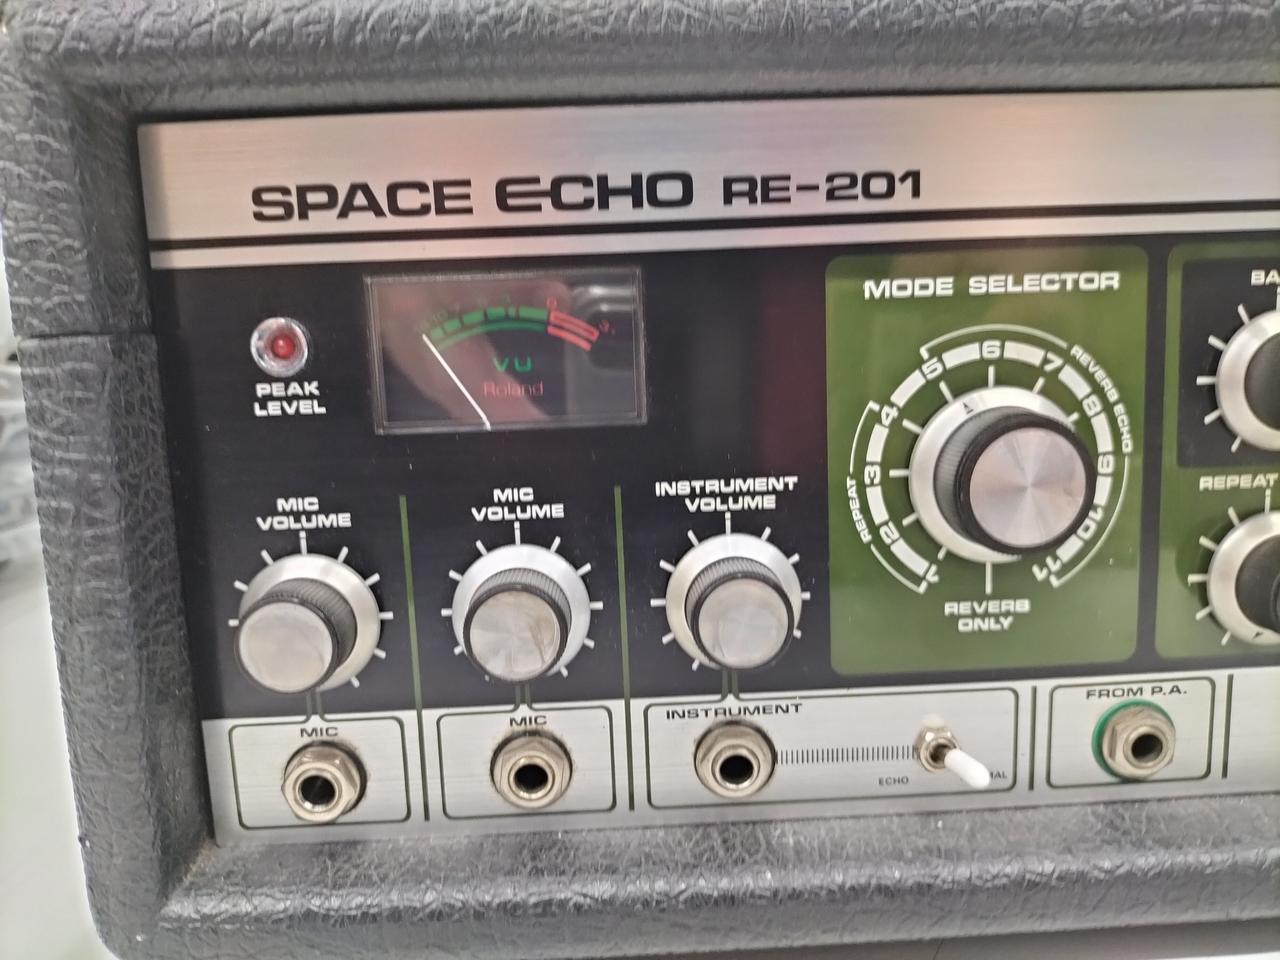 SPACE ECHO RE-201
PEAK
LEVEL
VU
Roland
MODE SELECTOR
1 2 3 4 5 6 7 8 9 10 11
REPEAT
REVERB ECHO
REVERB
ONLY
BA
REPEAT
MIC
VOLUME
MIC
VOLUME
INSTRUMENT
VOLUME
MIC
MIC
INSTRUMENT
ECHO
FROM P.A.